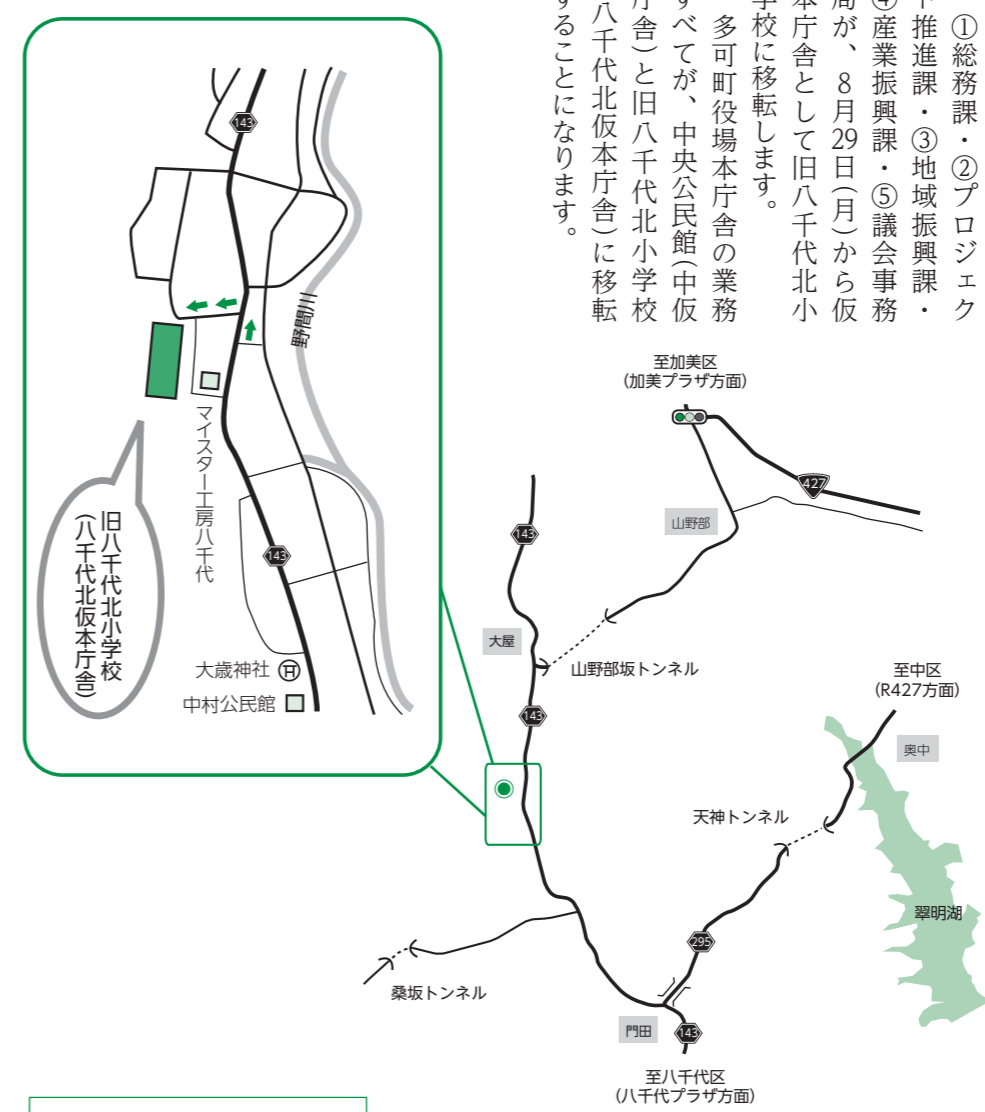 ①総務課・②プロジェク
ト推進課・③地域振興課・
④産業振興課・⑤議会事務
局が、8月29日(月)から仮
本庁舎として旧八千代北小
学校に移転します。
多可町役場本庁舎の業務
すべてが、中央公民館(中仮
庁舎)と旧八千代北小学校
八千代北仮本庁舎)に移転
することになります。
143
野間川
マイスター工房八千代
旧八千代北小学校
(八千代北仮本庁舎)
143
大歳神社
中村公民館
至加美区
(加美プラザ方面)
427
山野部
143
大屋
山野部坂トンネル
143
至中区
(R427方面)
奥中
天神トンネル
翠明湖
295
桑坂トンネル
門田
143
至八千代区
(八千代プラザ方面)